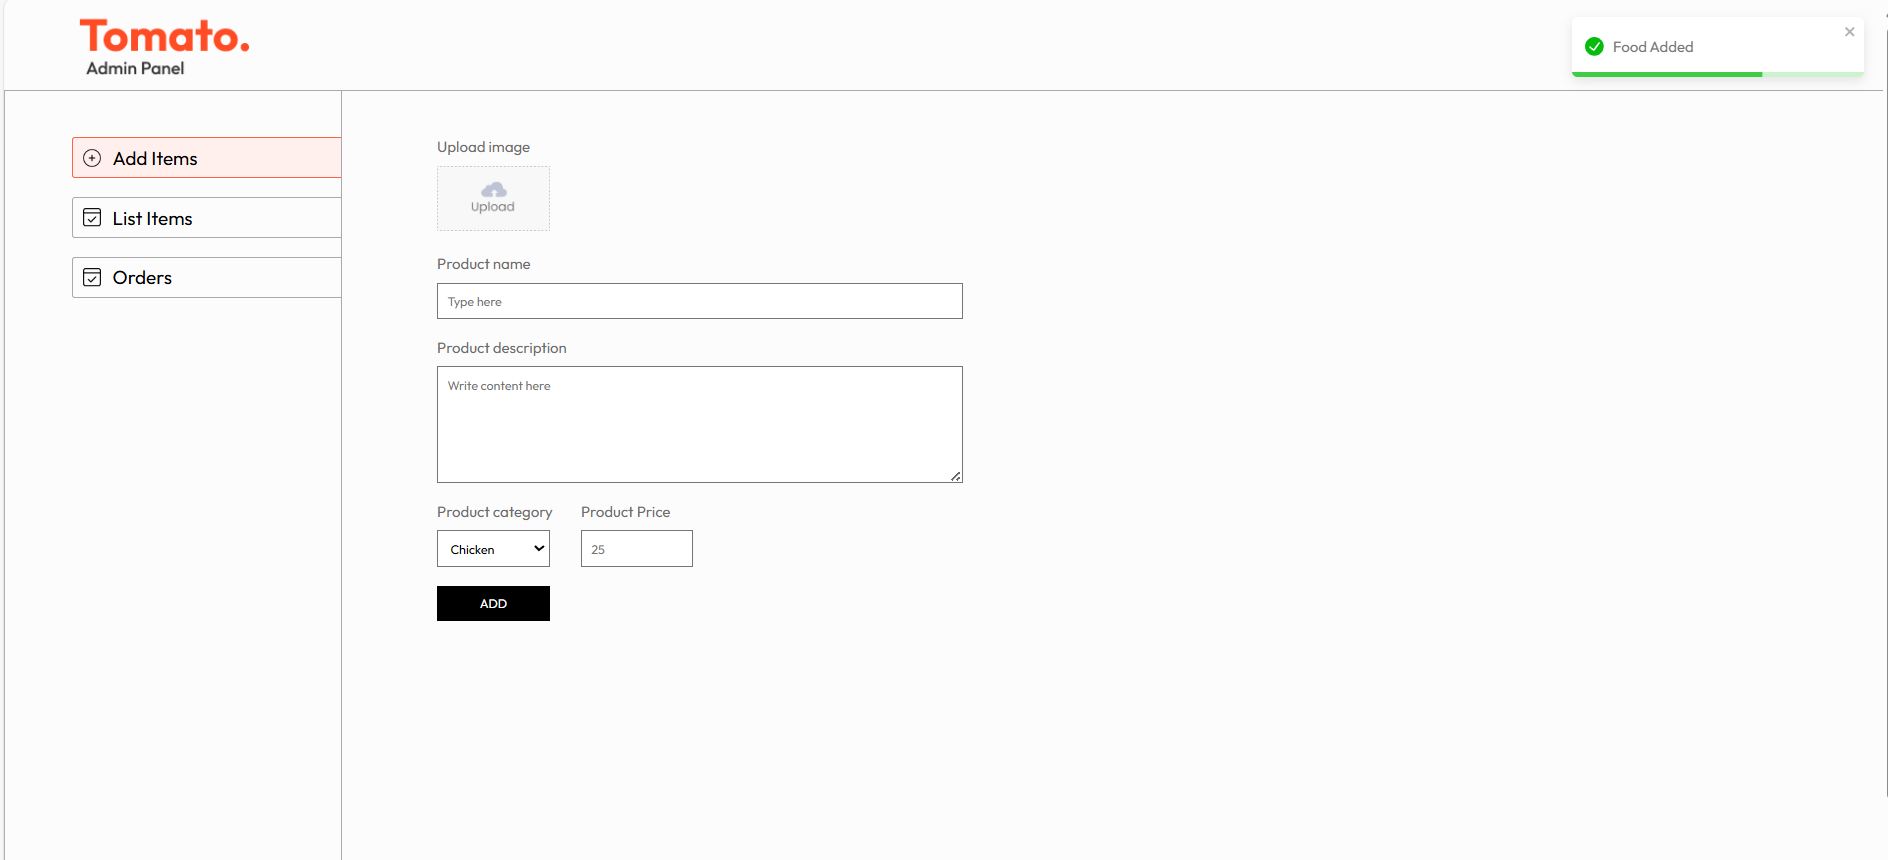 Tomato.
Admin Panel
Food Added
Add Items
List Items
Orders
Upload image
Upload
Product name
Type here
Product description
Write content here
Product category
Product Price
Chicken
25
ADD